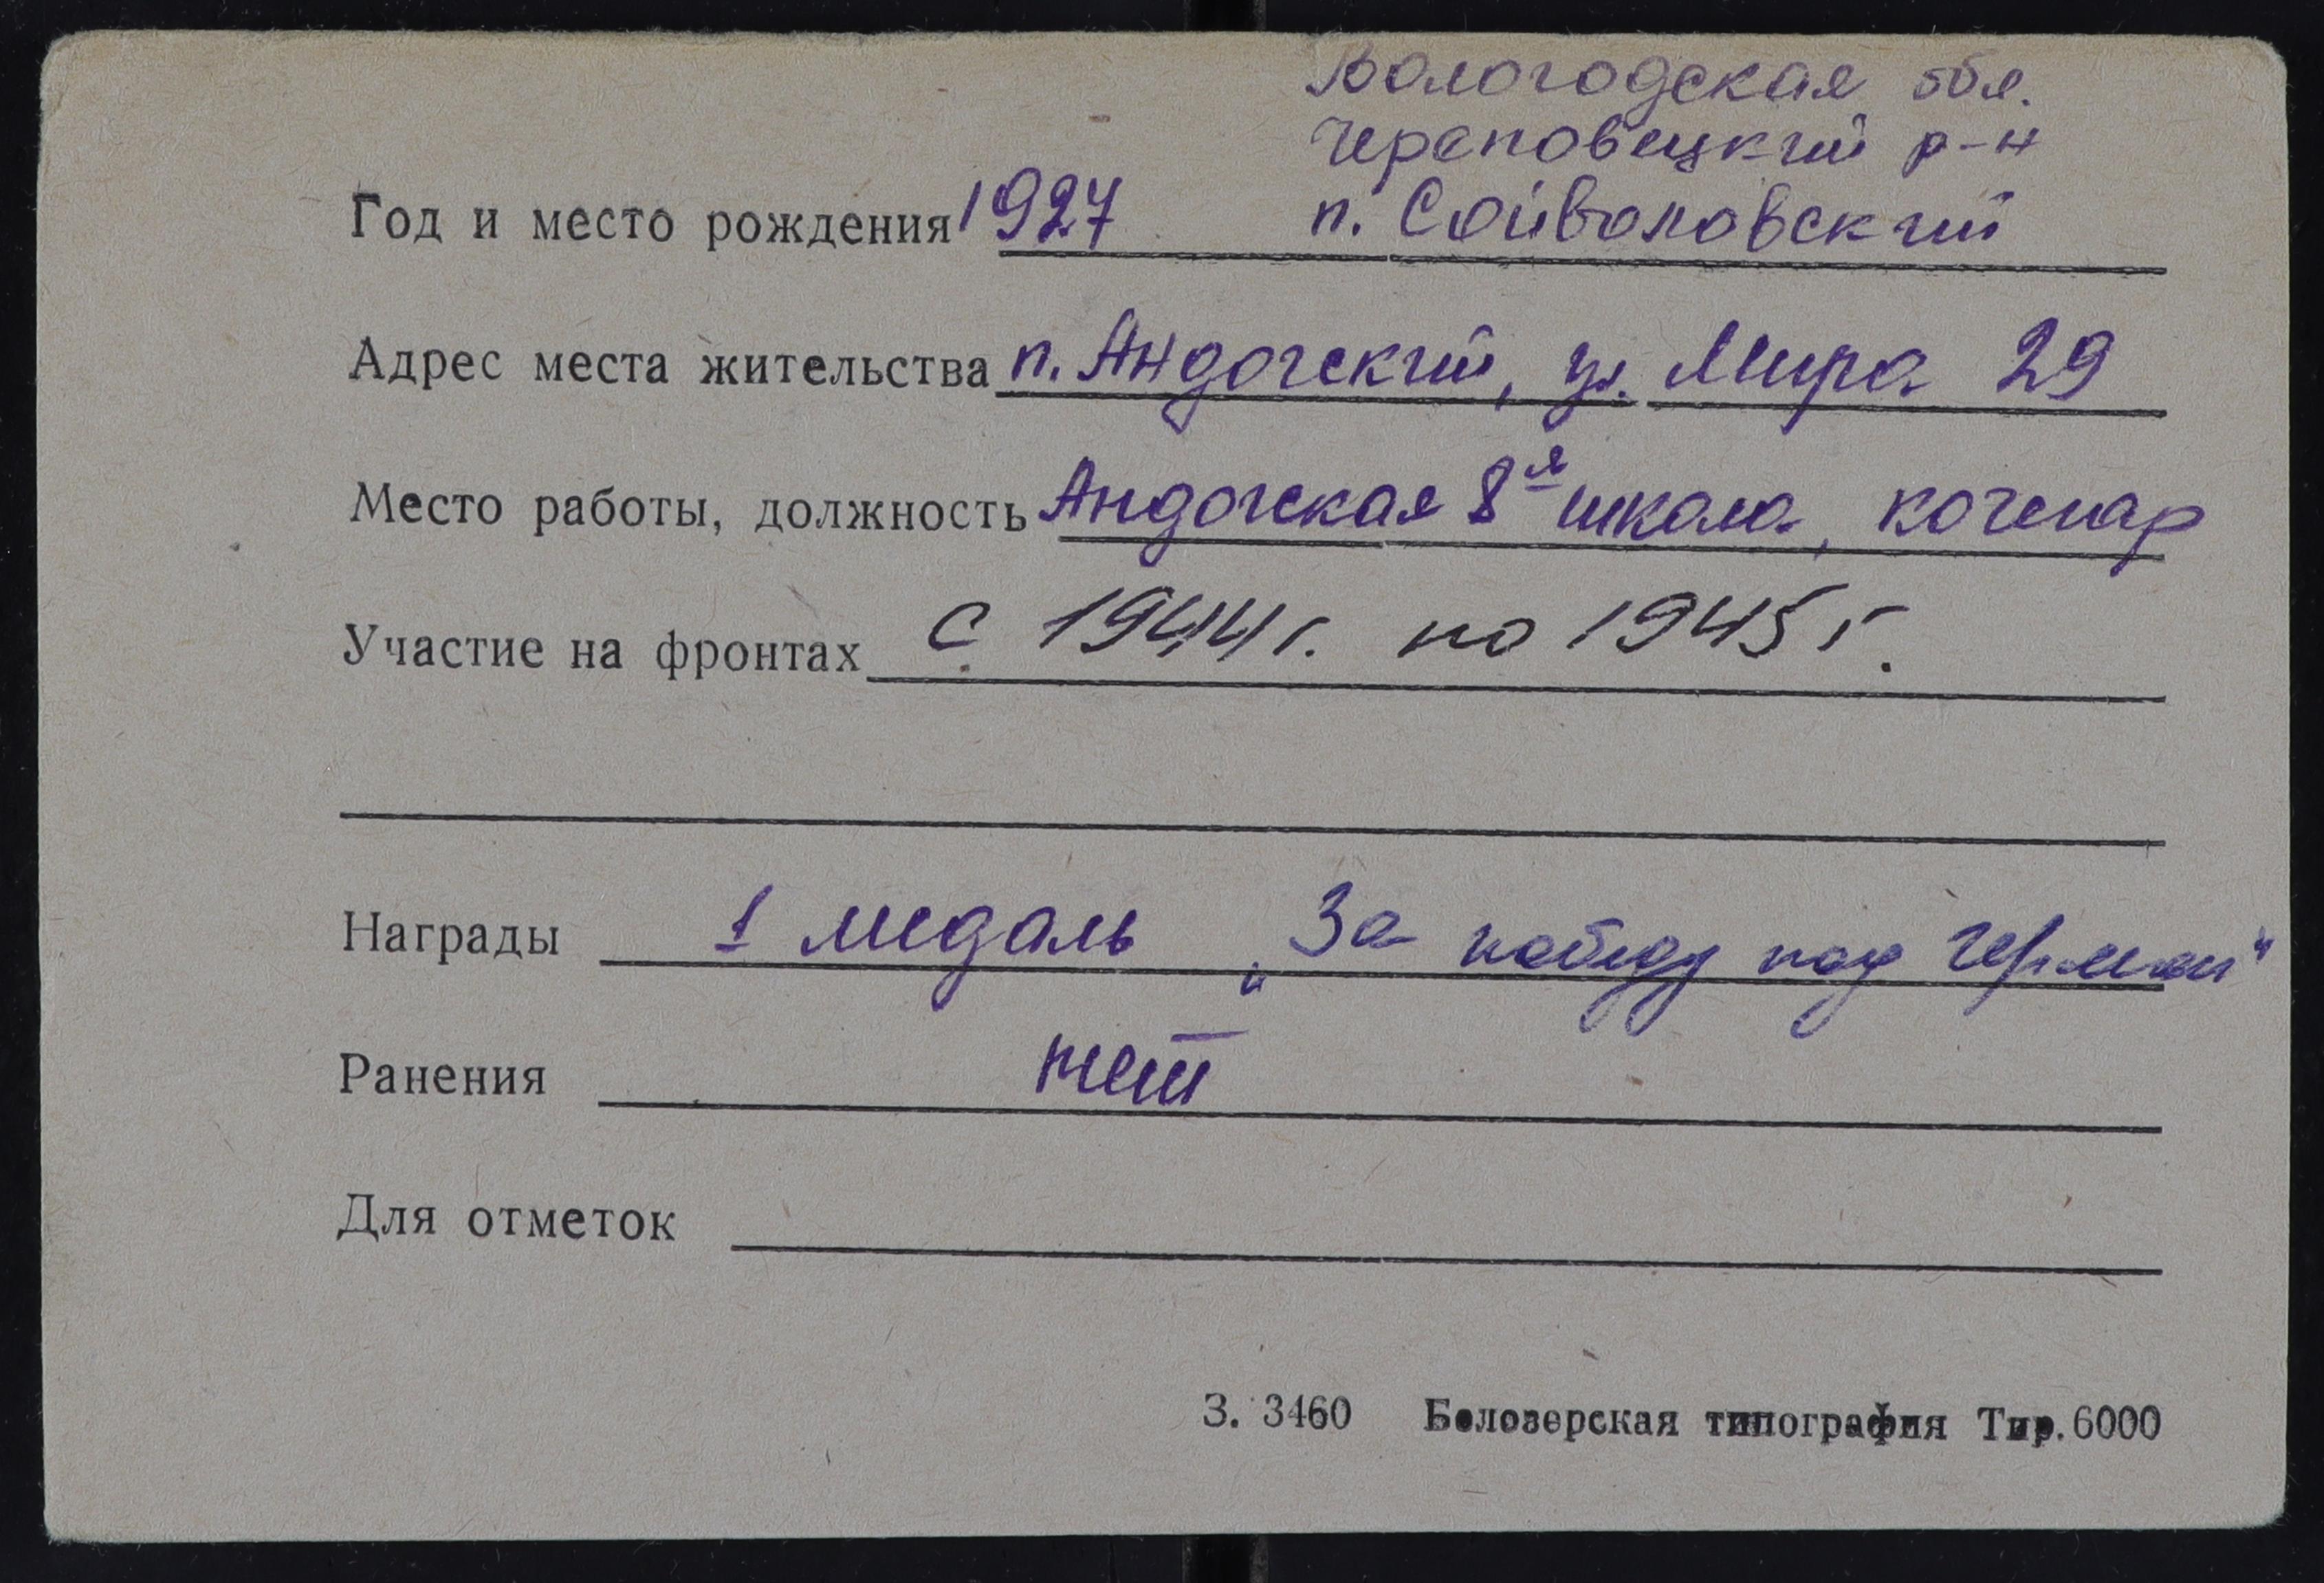 Вологодская обл.
Череповецкий р-н
Год и место рождения 1927 п. Сойволовский
Адрес места жительства п. Андогский, ул. Мира 29
Место работы, должность Андогская 8я школа, кочегар
Участие на фронтах с 1944 г. по 1945 г.
Награды 1 медаль „За победу над Герман"
Ранения нет
Для отметок
З. 3460 Белозерская типография Тир. 6000